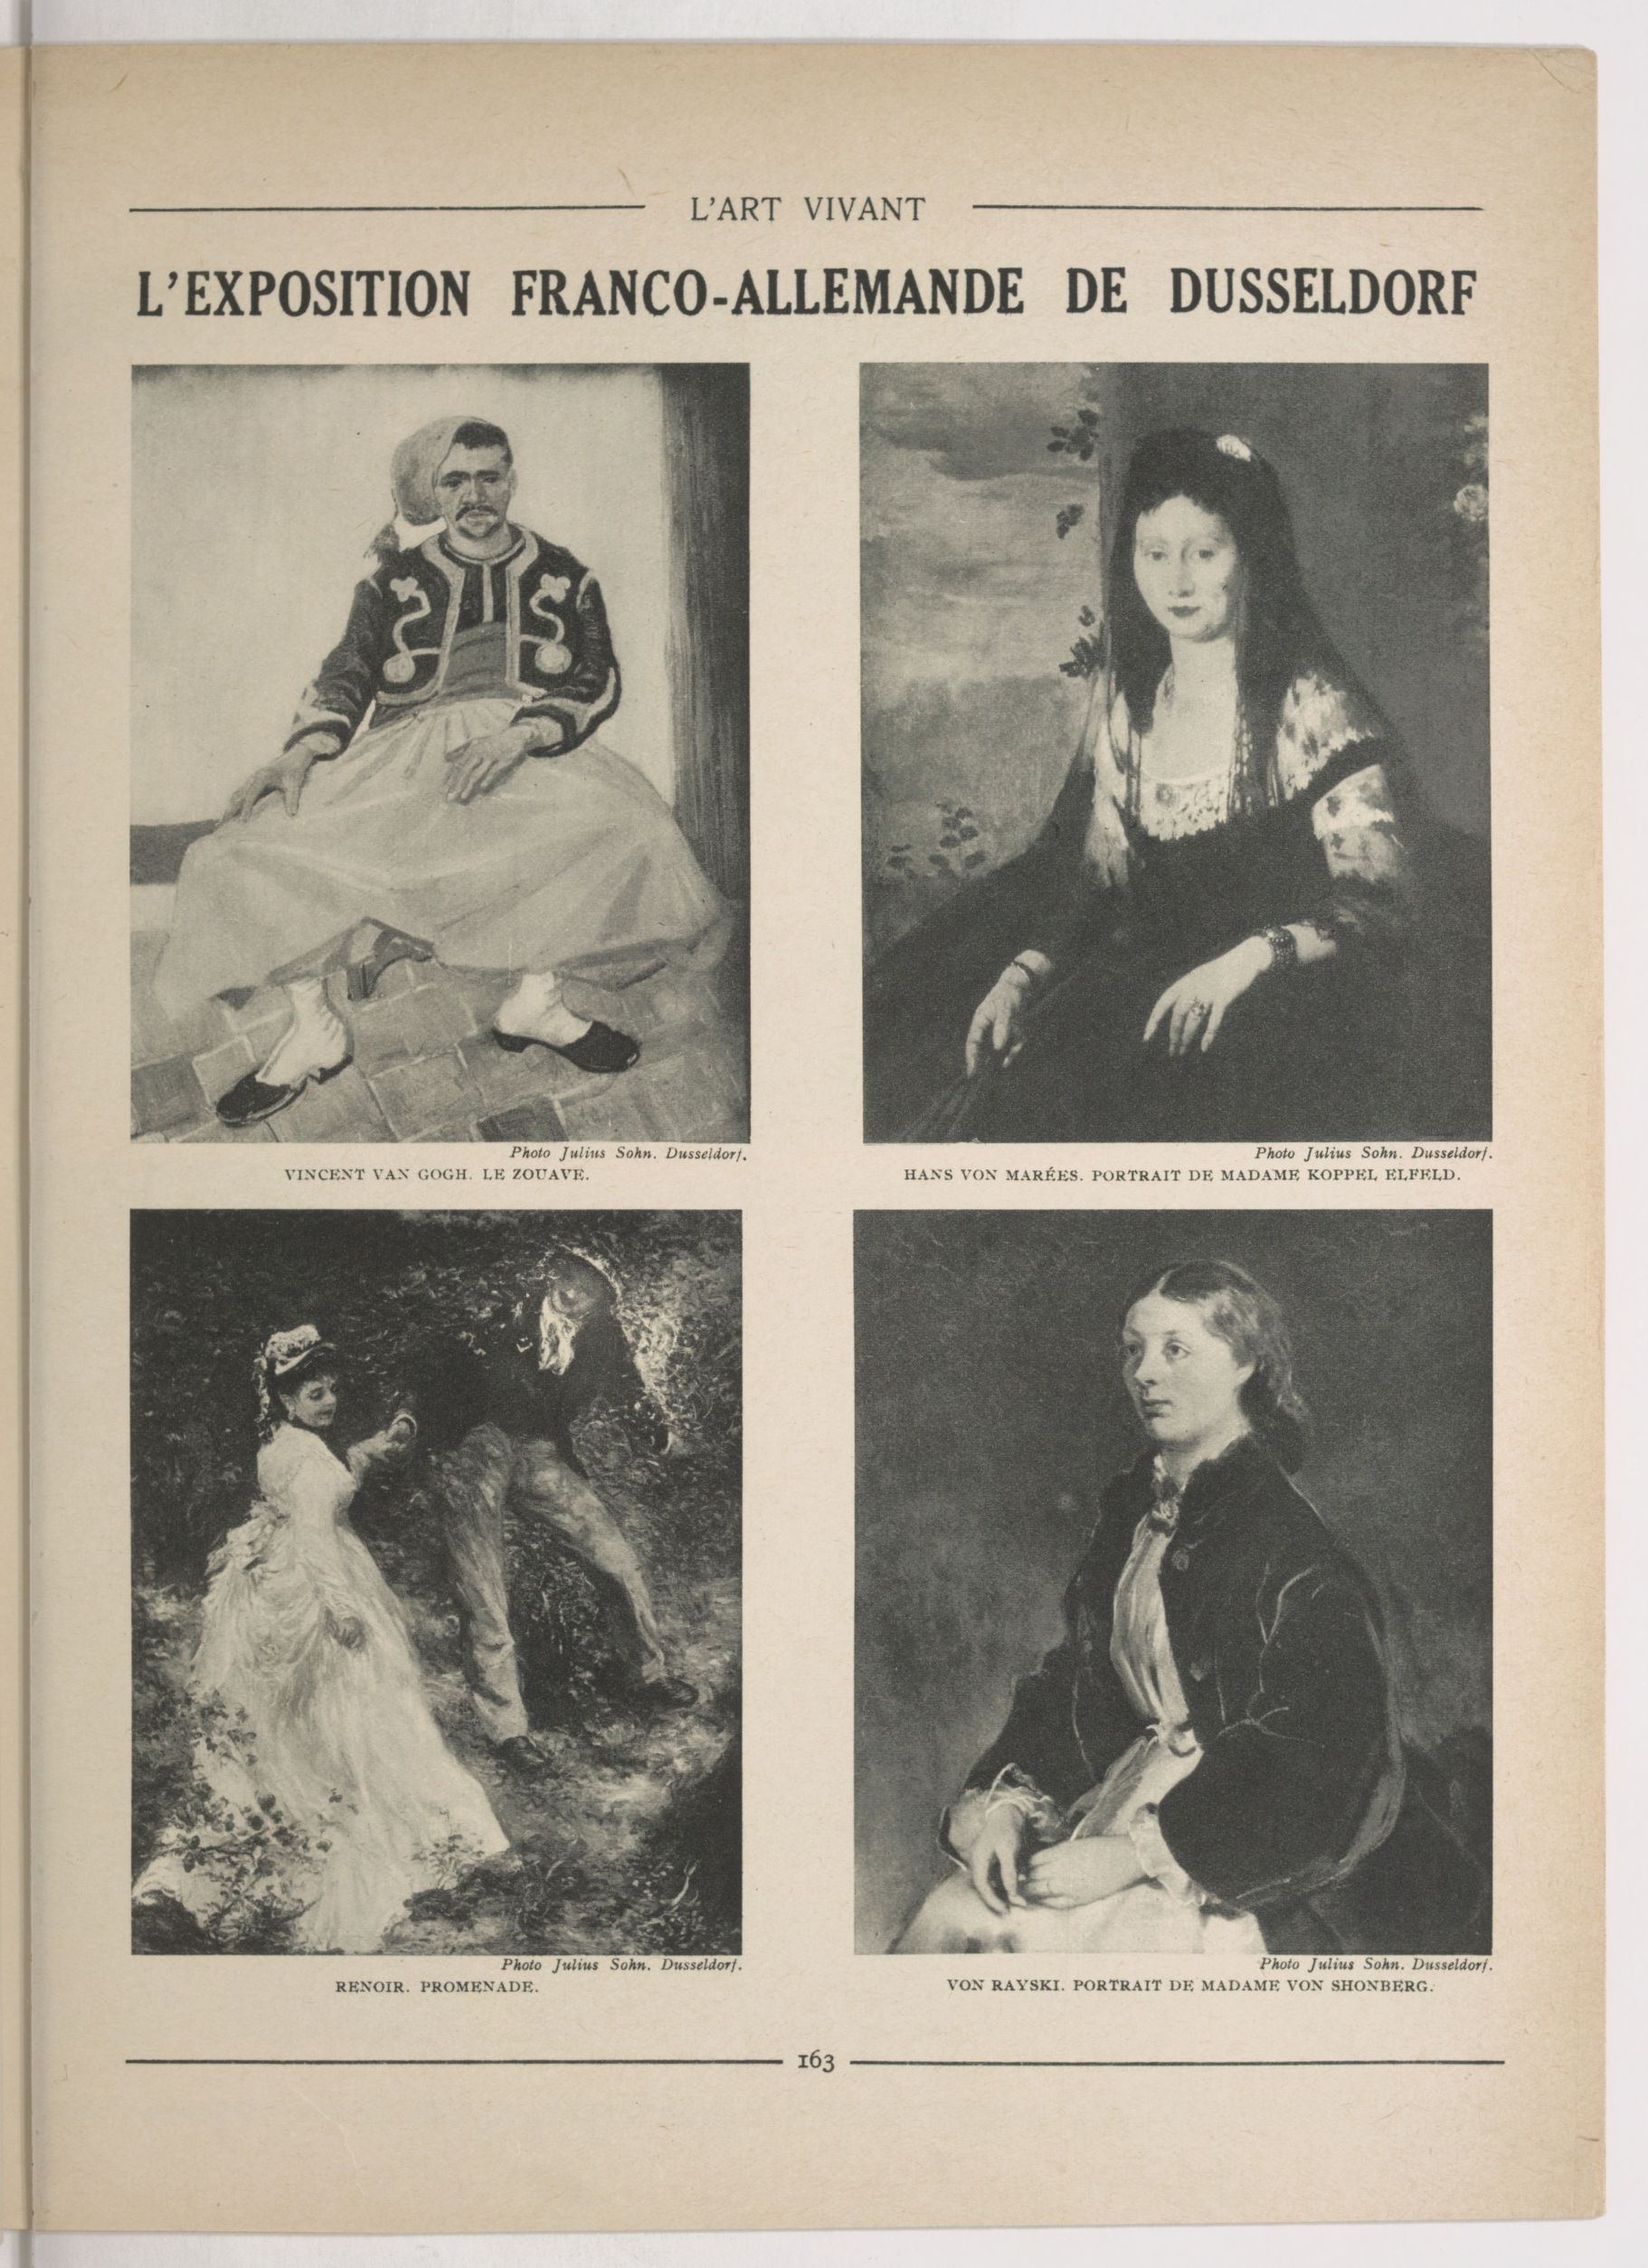 L'ART VIVANT
L'EXPOSITION FRANCO-ALLEMANDE DE DUSSELDORF
Photo Julius Sohn. Dusseldorf.
VINCENT VAN GOGH. LE ZOUAVE.
Photo Julius Sohn. Dusseldorf.
HANS VON MARÉES. PORTRAIT DE MADAME KOPPEL ELFELD.
Photo Julius Sohn. Dusseldorf.
RENOIR. PROMENADE.
Photo Julius Sohn. Dusseldorf.
VON RAYSKI. PORTRAIT DE MADAME VON SHONBERG.
163